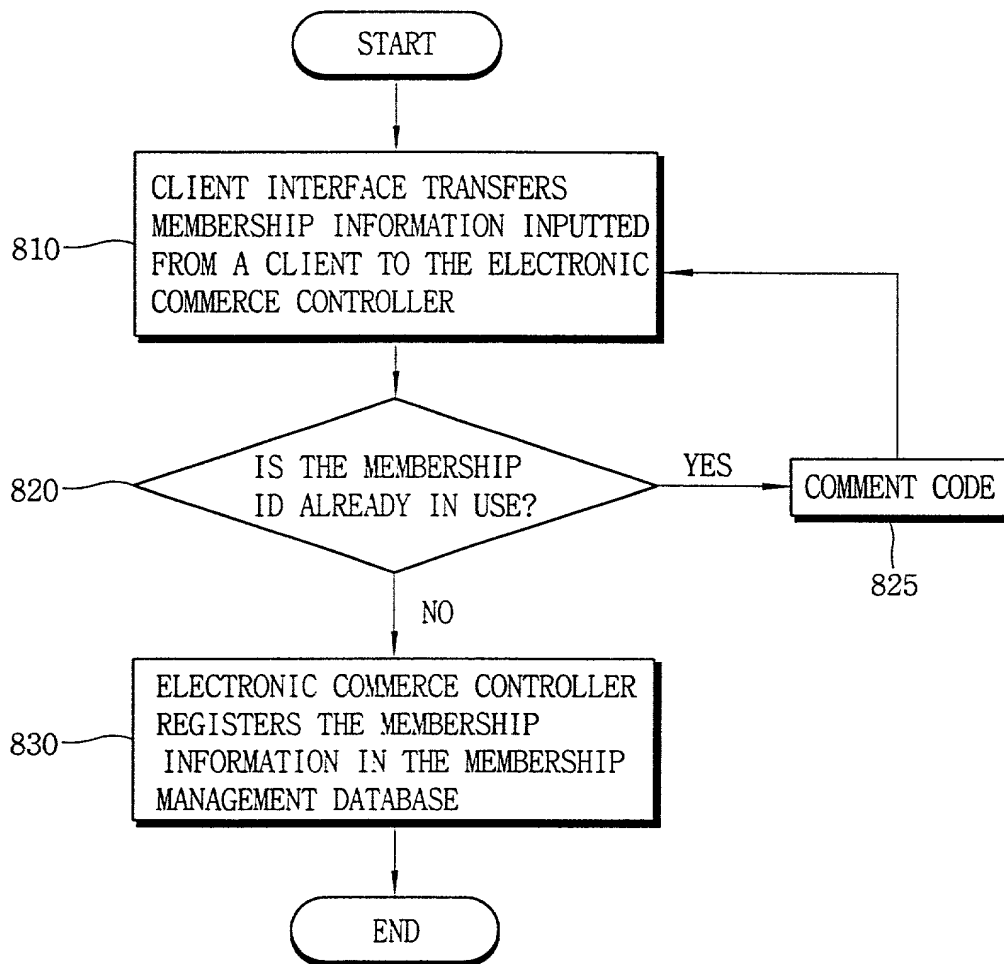 START
CLIENT INTERFACE TRANSFERS
MEMBERSHIP INFORMATION INPUTTED
FROM A CLIENT TO THE ELECTRONIC
COMMERCE CONTROLLER
810
IS THE MEMBERSHIP
ID ALREADY IN USE?
820
YES
COMMENT CODE
825
NO
ELECTRONIC COMMERCE CONTROLLER
REGISTERS THE MEMBERSHIP
INFORMATION IN THE MEMBERSHIP
MANAGEMENT DATABASE
830
END